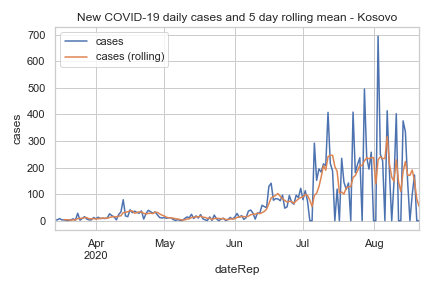 New COVID-19 daily cases and 5 day rolling mean - Kosovo
cases
cases (rolling)
700
600
500
400
300
200
100
0
cases
Apr
2020
May
Jun
Jul
Aug
dateRep